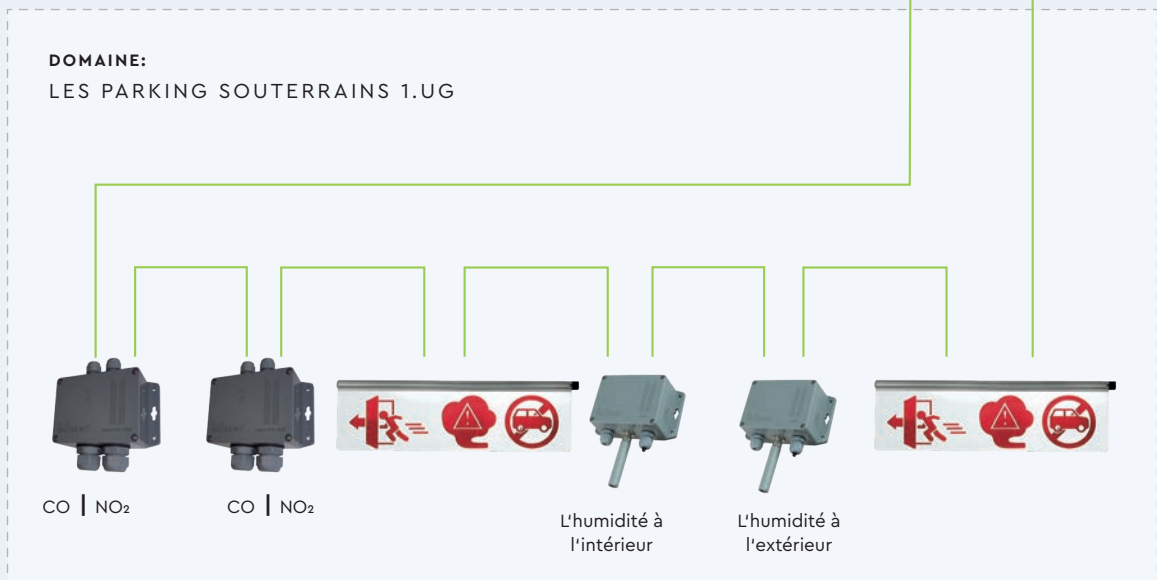 DOMAINE:
LES PARKING SOUTERRAINS 1.UG
CO | NO₂
CO | NO₂
L'humidité à
l'intérieur
L'humidité à
l'extérieur